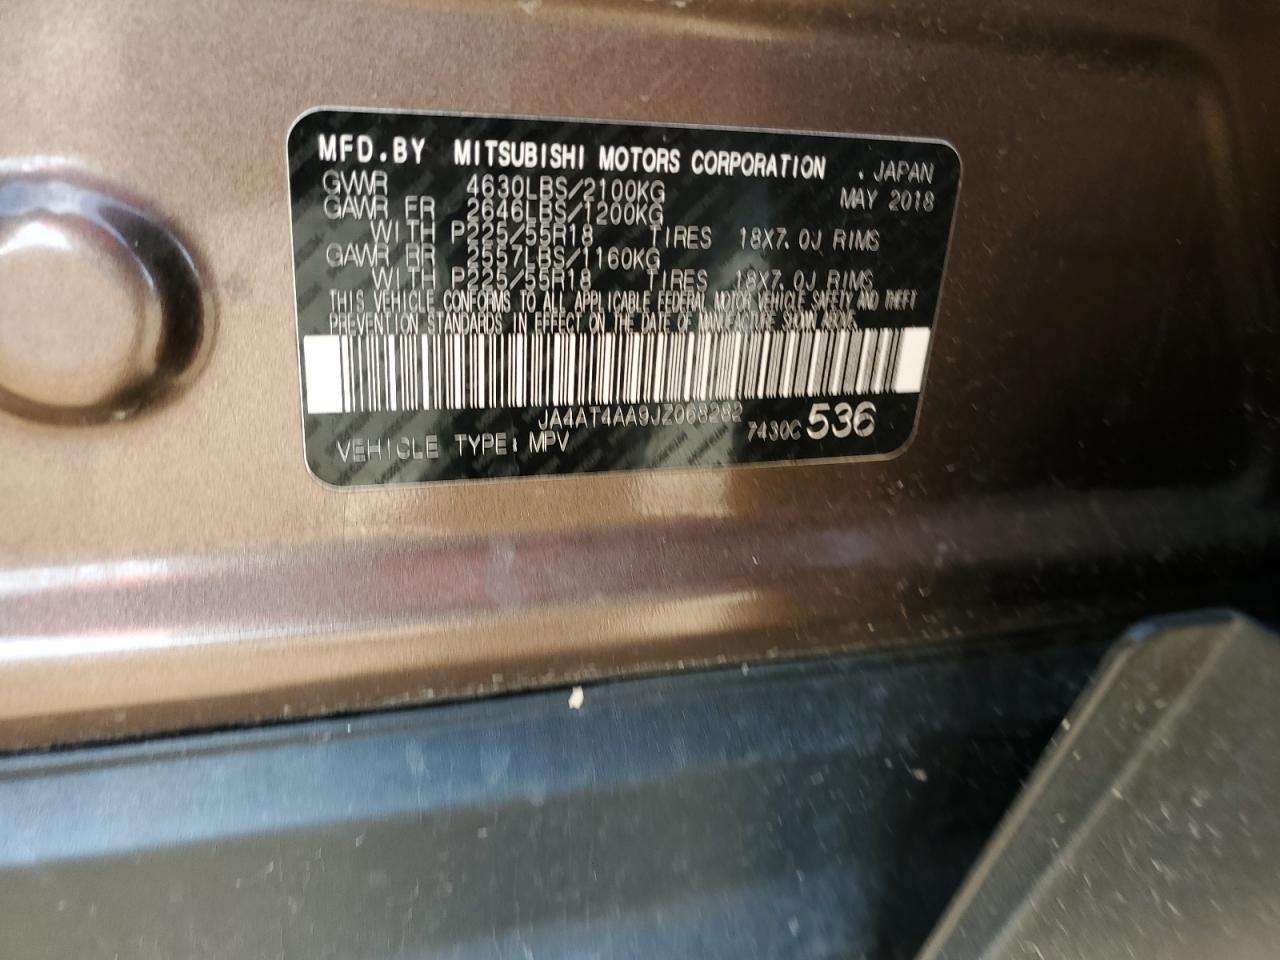 MFD.BY MITSUBISHI MOTORS CORPORATION . JAPAN
GVWR 4630LBS/2100KG MAY 2018
GAWR FR 2646LBS/1200KG
WITH P225/55R18 TIRES 18X7.0J RIMS
GAWR RR 2557LBS/1160KG
WITH P225/55R18 TIRES 18X7.0J RIMS
THIS VEHICLE CONFORMS TO ALL APPLICABLE FEDERAL MOTOR VEHICLE SAFETY AND THEFT
PREVENTION STANDARDS IN EFFECT ON THE DATE OF MANUFACTURE SHOWN ABOVE.
7430C 536
VEHICLE TYPE: MPV